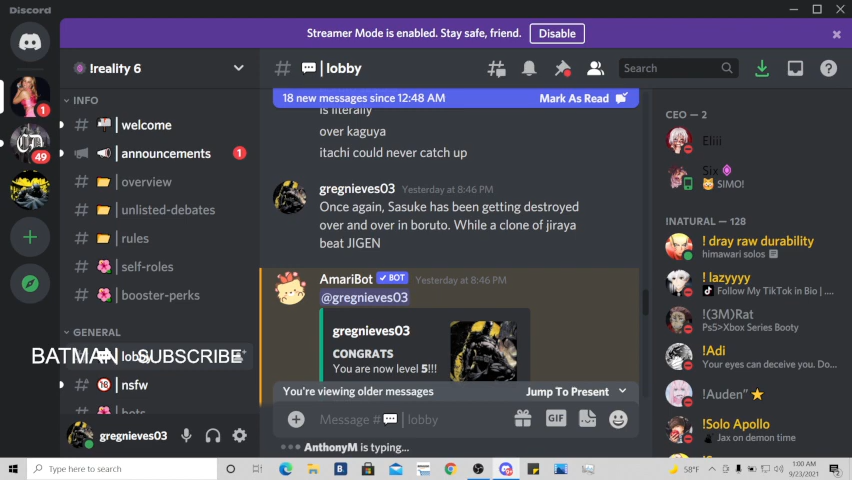 Discord
Streamer Mode is enabled. Stay safe, friend.
Disable
Ireality 6
lobby
Search
INFO
welcome
announcements
1
overview
unlisted-debates
rules
self-roles
booster-perks
GENERAL
lobby
BATMAN SUBSCRIBE
nsfw
bots
gregnieves03
1
49
18 new messages since 12:48 AM
Mark As Read
is literally
over kaguya
itachi could never catch up
gregnieves03 Yesterday at 8:46 PM
Once again, Sasuke has been getting destroyed
over and over in boruto. While a clone of jiraya
beat JIGEN
AmariBot BOT Yesterday at 8:46 PM
@gregnieves03
gregnieves03
CONGRATS
You are now level 5!!!
You're viewing older messages
Jump To Present
Message # | lobby
GIF
AnthonyM is typing...
CEO — 2
Eliii
Six
SIMO!
INATURAL — 128
! dray raw durability
himawari solos
! lazyyyy
Follow My TikTok in Bio | ...
!(3M)Rat
Ps5>Xbox Series Booty
!Adi
Your eyes can deceive you. Do...
!Auden"
!Solo Apollo
Jax on demon time
Type here to search
58°F
1:00 AM
9/23/2021
2